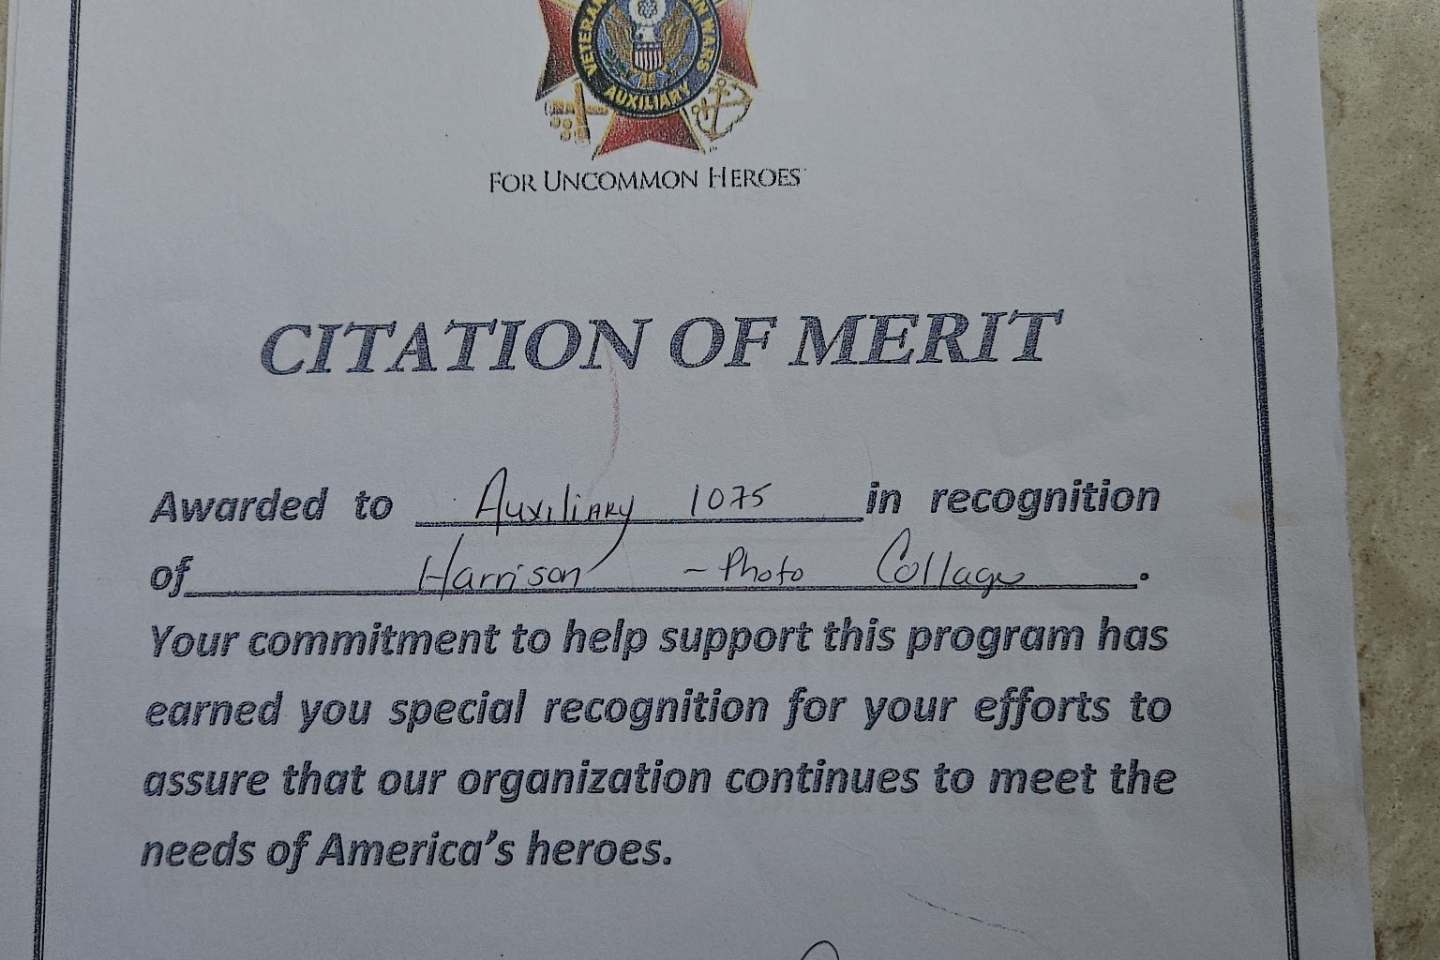 VETERANS N WARS
AUXILIARY
FOR UNCOMMON HEROES
CITATION OF MERIT
Awarded to Auxiliary 1075 in recognition
of Harrison - Photo Collage.
Your commitment to help support this program has
earned you special recognition for your efforts to
assure that our organization continues to meet the
needs of America's heroes.